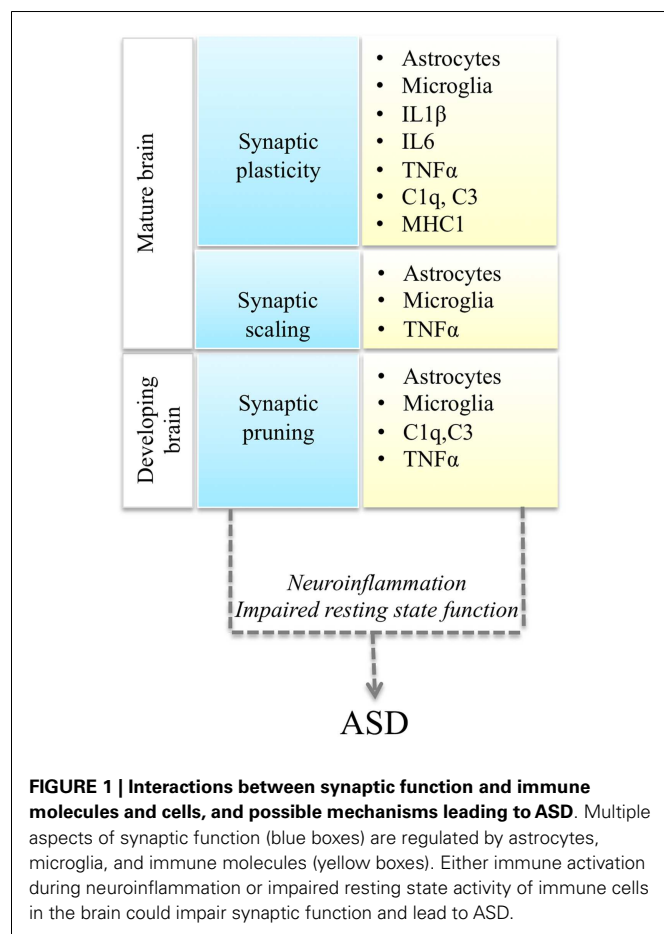 Mature brain
Synaptic
plasticity
• Astrocytes
• Microglia
• IL1β
• IL6
• TNFα
• C1q, C3
• MHC1
Synaptic
scaling
• Astrocytes
• Microglia
• TNFα
Developing
brain
Synaptic
pruning
• Astrocytes
• Microglia
• C1q,C3
• TNFα
Neuroinflammation
Impaired resting state function
ASD
FIGURE 1 | Interactions between synaptic function and immune
molecules and cells, and possible mechanisms leading to ASD. Multiple
aspects of synaptic function (blue boxes) are regulated by astrocytes,
microglia, and immune molecules (yellow boxes). Either immune activation
during neuroinflammation or impaired resting state activity of immune cells
in the brain could impair synaptic function and lead to ASD.